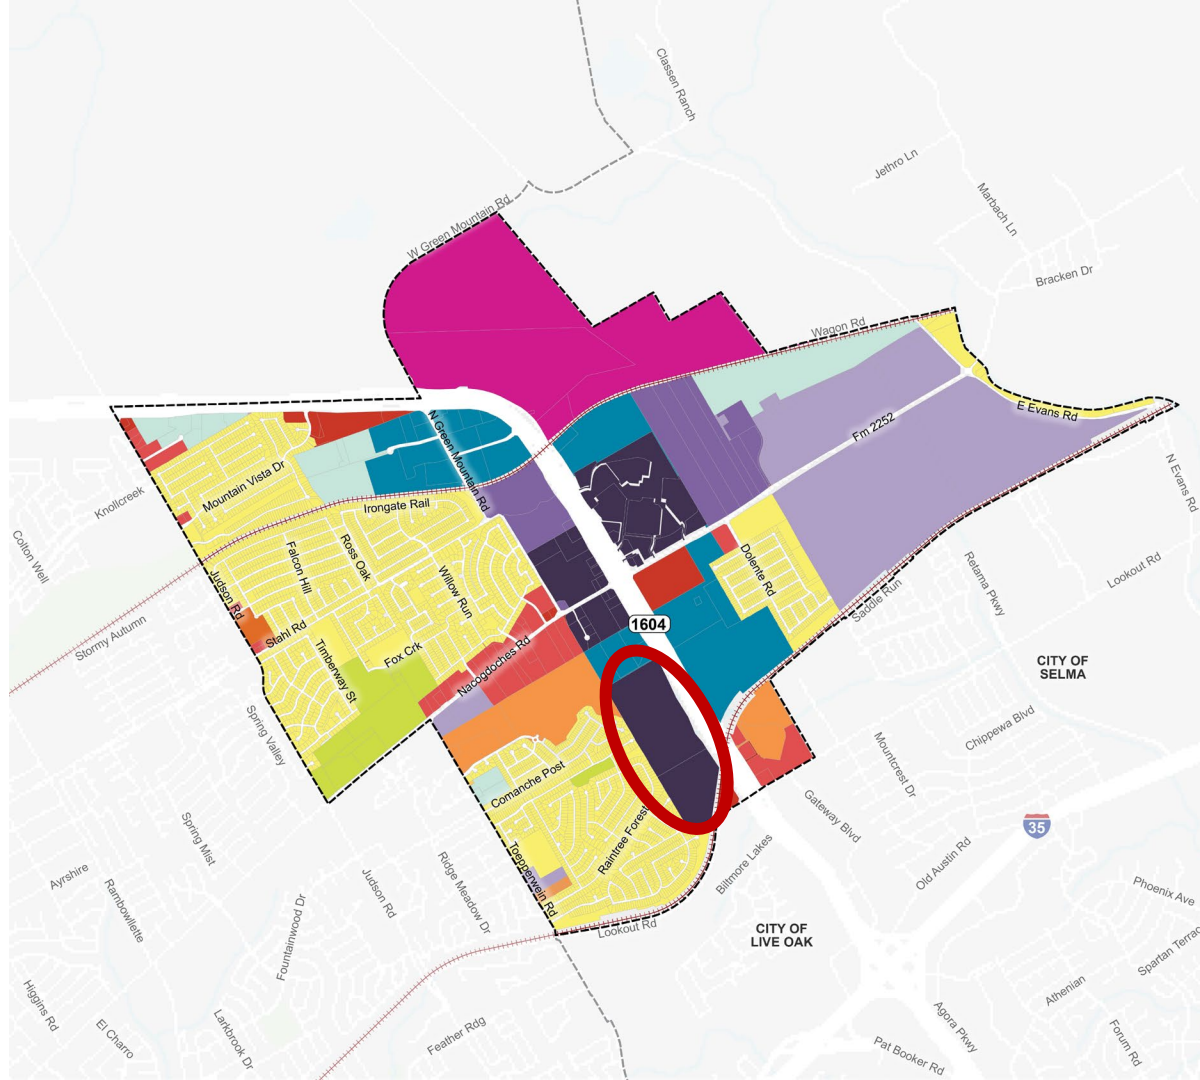 Classen Ranch
Jethro Ln
Marbach Ln
W Green Mountain Rd
Bracken Dr
Wagon Rd
E Evans Rd
Fm 2252
N Green Mountain Rd
N Evans Rd
Mountain Vista Dr
Knollcreek
Irongate Rail
Colton Well
Ross Oak
Falcon Hill
Willow Run
Dolente Rd
Retama Pkwy
Lookout Rd
Judson Rd
Saddle Run
Stormy Autumn
Stahl Rd
1604
Timberway St
Fox Crk
Nacogdoches Rd
CITY OF
SELMA
Spring Valley
Chippewa Blvd
Mountcrest Dr
Comanche Post
Gateway Blvd
35
Spring Mist
Raintree Forest
Toepperwein Rd
Biltmore Lakes
Old Austin Rd
Ayrshire
Rambowllette
Ridge Meadow Dr
Judson Rd
Phoenix Ave
Fountainwood Dr
Lookout Rd
CITY OF
LIVE OAK
Spartan Terrac
Athenian
Higgins Rd
El Charro
Larkbrook Dr
Feather Rdg
Agora Pkwy
Pat Booker Rd
Forum Rd